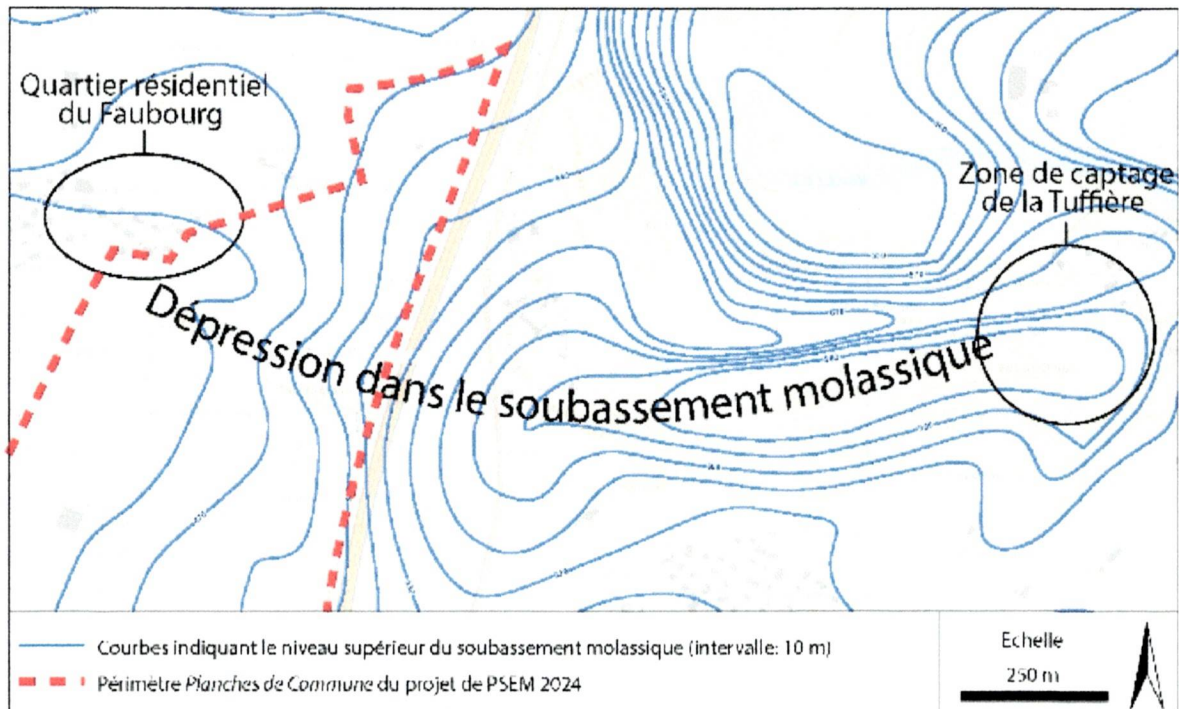 Quartier résidentiel
du Faubourg
Zone de captage
de la Tuffière
Dépression dans le soubassement molassique
Courbes indiquant le niveau supérieur du soubassement molassique (intervalle: 10 m)
Périmètre Planches de Commune du projet de PSEM 2024
Echelle
250 m